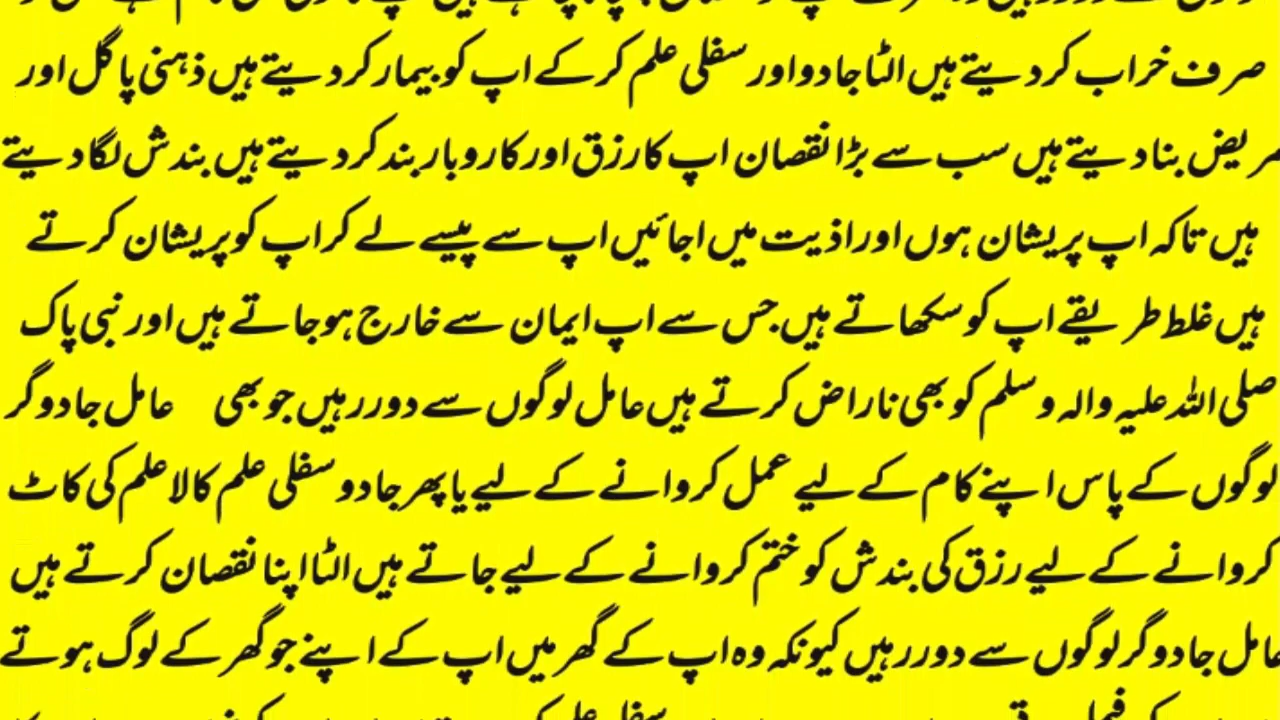 صرف خراب کر دیتے ہیں الٹا جادو اور سفلی علم کر کے اپ کو بیمار کر دیتے ہیں ذہنی پاگل اور
مریض بنا دیتے ہیں سب سے بڑا نقصان اپ کا رزق اور کاروبار بند کر دیتے ہیں بندش لگا دیتے
ہیں تاکہ اپ پریشان ہوں اور اذیت میں اجائیں اپ سے پیسے لے کر اپ کو پریشان کرتے
ہیں غلط طریقے اپ کو سکھاتے ہیں جس سے اپ ایمان سے خارج ہو جاتے ہیں اور نبی پاک
صلی اللہ علیہ والہ وسلم کو بھی ناراض کرتے ہیں عامل لوگوں سے دور رہیں جو بھی عامل جادوگر
لوگوں کے پاس اپنے کام کے لیے عمل کروانے کے لیے یا پھر جادو سفلی علم کالا علم کی کاٹ
کروانے کے لیے رزق کی بندش کو ختم کروانے کے لیے جاتے ہیں الٹا اپنا نقصان کرتے ہیں
عامل جادوگر لوگوں سے دور رہیں کیونکہ وہ اپ کے گھر میں اپ کے اپنے جو گھر کے لوگ ہوتے